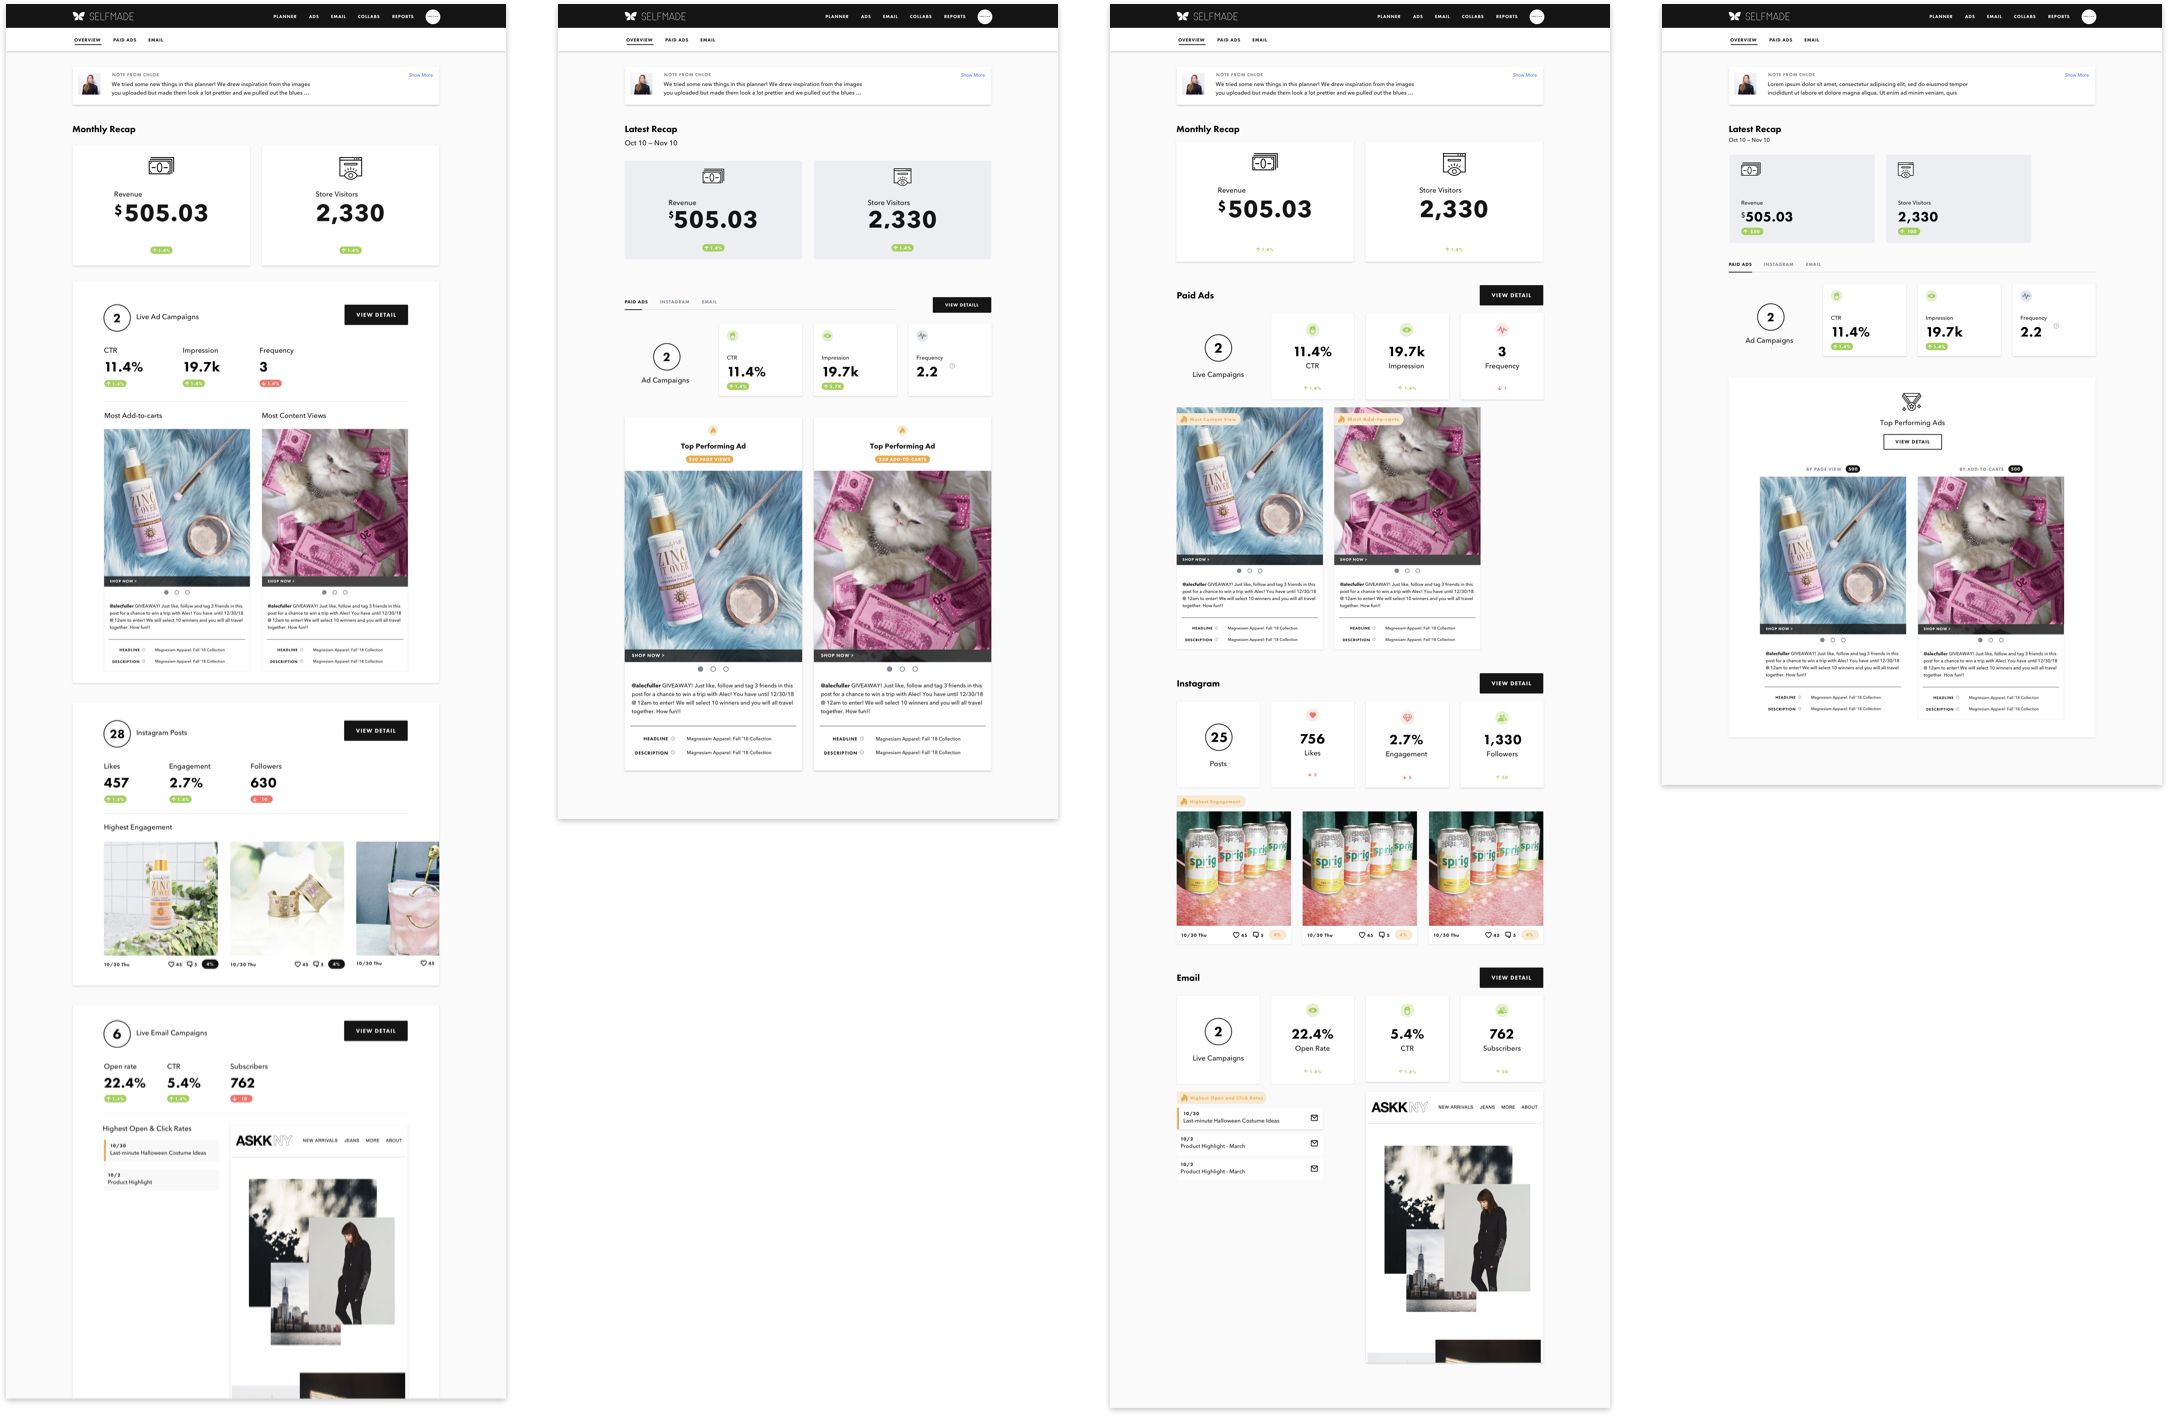 SELFMADE
PLANNER ADS EMAIL COLLABS REPORTS
OVERVIEW PAID ADS EMAIL
NOTE FROM CHLOE
Show More
We tried some new things in this planner! We drew inspiration from the images
you uploaded but made them look a lot prettier and we pulled out the blues ...
Monthly Recap
Revenue
$505.03
↑ 1.4%
Store Visitors
2,330
↑ 1.4%
2 Live Ad Campaigns
VIEW DETAIL
CTR Impression Frequency
11.4% 19.7k 3
↑ 1.4% ↑ 1.4% ↓ 1.4%
Most Add-to-carts
Most Content Views
ZINC IT OVER
SHOP NOW >
SHOP NOW >
@alecfuller GIVEAWAY! Just like, follow and tag 3 friends in this
post for a chance to win a trip with Alec! You have until 12/30/18
@ 12am to enter! We will select 10 winners and you will all travel
together. How fun!!
HEADLINE Magnesium Apparel: Fall '18 Collection
DESCRIPTION Magnesium Apparel: Fall '18 Collection
@alecfuller GIVEAWAY! Just like, follow and tag 3 friends in this
post for a chance to win a trip with Alec! You have until 12/30/18
@ 12am to enter! We will select 10 winners and you will all travel
together. How fun!!
HEADLINE Magnesium Apparel: Fall '18 Collection
DESCRIPTION Magnesium Apparel: Fall '18 Collection
28 Instagram Posts
VIEW DETAIL
Likes Engagement Followers
457 2.7% 630
↑ 1.4% ↑ 1.4% ↓ 10
Highest Engagement
10/30 Thu 45 5 4%
10/30 Thu 45 5 4%
10/30 Thu 45
6 Live Email Campaigns
VIEW DETAIL
Open rate CTR Subscribers
22.4% 5.4% 762
↑ 1.4% ↑ 1.4% ↓ 10
Highest Open & Click Rates
10/30
Last-minute Halloween Costume Ideas
10/2
Product Highlight
ASKKNY NEW ARRIVALS JEANS MORE ABOUT
SELFMADE
PLANNER ADS EMAIL COLLABS REPORTS
OVERVIEW PAID ADS EMAIL
NOTE FROM CHLOE
Show More
We tried some new things in this planner! We drew inspiration from the images
you uploaded but made them look a lot prettier and we pulled out the blues ...
Latest Recap
Oct 10 – Nov 10
Revenue
$505.03
↑ 1.4%
Store Visitors
2,330
↑ 1.4%
PAID ADS INSTAGRAM EMAIL
VIEW DETAILL
2
Ad Campaigns
CTR
11.4%
↑ 1.4%
Impression
19.7k
↑ 2.7K
Frequency
2.2
Top Performing Ad
350 PAGE VIEWS
Top Performing Ad
350 ADD-TO-CARTS
ZINC IT OVER
SHOP NOW >
SHOP NOW >
@alecfuller GIVEAWAY! Just like, follow and tag 3 friends in this
post for a chance to win a trip with Alec! You have until 12/30/18
@ 12am to enter! We will select 10 winners and you will all travel
together. How fun!!
HEADLINE Magnesium Apparel: Fall '18 Collection
DESCRIPTION Magnesium Apparel: Fall '18 Collection
@alecfuller GIVEAWAY! Just like, follow and tag 3 friends in this
post for a chance to win a trip with Alec! You have until 12/30/18
@ 12am to enter! We will select 10 winners and you will all travel
together. How fun!!
HEADLINE Magnesium Apparel: Fall '18 Collection
DESCRIPTION Magnesium Apparel: Fall '18 Collection
SELFMADE
PLANNER ADS EMAIL COLLABS REPORTS
OVERVIEW PAID ADS EMAIL
NOTE FROM CHLOE
Show More
We tried some new things in this planner! We drew inspiration from the images
you uploaded but made them look a lot prettier and we pulled out the blues ...
Monthly Recap
Revenue
$505.03
↑ 1.4%
Store Visitors
2,330
↑ 1.4%
Paid Ads
VIEW DETAIL
2
Live Campaigns
11.4%
CTR
↑ 1.4%
19.7k
Impression
↑ 1.4%
3
Frequency
↓ 1
Most Content View
Most Add-to-carts
ZINC IT OVER
SHOP NOW >
SHOP NOW >
@alecfuller GIVEAWAY! Just like, follow and tag 3 friends in this
post for a chance to win a trip with Alec! You have until 12/30/18
@ 12am to enter! We will select 10 winners and you will all travel
together. How fun!!
HEADLINE Magnesium Apparel: Fall '18 Collection
DESCRIPTION Magnesium Apparel: Fall '18 Collection
@alecfuller GIVEAWAY! Just like, follow and tag 3 friends in this
post for a chance to win a trip with Alec! You have until 12/30/18
@ 12am to enter! We will select 10 winners and you will all travel
together. How fun!!
HEADLINE Magnesium Apparel: Fall '18 Collection
DESCRIPTION Magnesium Apparel: Fall '18 Collection
Instagram
VIEW DETAIL
25
Posts
756
Likes
↓ 3
2.7%
Engagement
↓ 5
1,330
Followers
↑ 50
Highest Engagement
sprig sprig sprig
sprig sprig sprig
sprig sprig sprig
10/30 Thu 45 5 4%
10/30 Thu 45 5 4%
10/30 Thu 45 5 4%
Email
VIEW DETAIL
2
Live Campaigns
22.4%
Open Rate
↑ 1.4%
5.4%
CTR
↑ 1.4%
762
Subscribers
↑ 50
Highest Open and Click Rates
10/30
Last-minute Halloween Costume Ideas
10/2
Product Highlight - March
10/2
Product Highlight - March
ASKKNY NEW ARRIVALS JEANS MORE ABOUT
SELFMADE
PLANNER ADS EMAIL COLLABS REPORTS
OVERVIEW PAID ADS EMAIL
NOTE FROM CHLOE
Show More
Lorem ipsum dolor sit amet, consectetur adipiscing elit, sed do eiusmod tempor
incididunt ut labore et dolore magna aliqua. Ut enim ad minim veniam, quis
Latest Recap
Oct 10 – Nov 10
Revenue
$505.03
↑ $50
Store Visitors
2,330
↑ 100
PAID ADS INSTAGRAM EMAIL
2
Ad Campaigns
CTR
11.4%
↑ 1.4%
Impression
19.7k
↑ 1.4%
Frequency
2.2
Top Performing Ads
VIEW DETAIL
BY PAGE VIEW 500
BY ADD-TO-CARTS 500
ZINC IT OVER
SHOP NOW >
SHOP NOW >
@alecfuller GIVEAWAY! Just like, follow and tag 3 friends in this
post for a chance to win a trip with Alec! You have until 12/30/18
@ 12am to enter! We will select 10 winners and you will all travel
together. How fun!!
HEADLINE Magnesium Apparel: Fall '18 Collection
DESCRIPTION Magnesium Apparel: Fall '18 Collection
@alecfuller GIVEAWAY! Just like, follow and tag 3 friends in this
post for a chance to win a trip with Alec! You have until 12/30/18
@ 12am to enter! We will select 10 winners and you will all travel
together. How fun!!
HEADLINE Magnesium Apparel: Fall '18 Collection
DESCRIPTION Magnesium Apparel: Fall '18 Collection